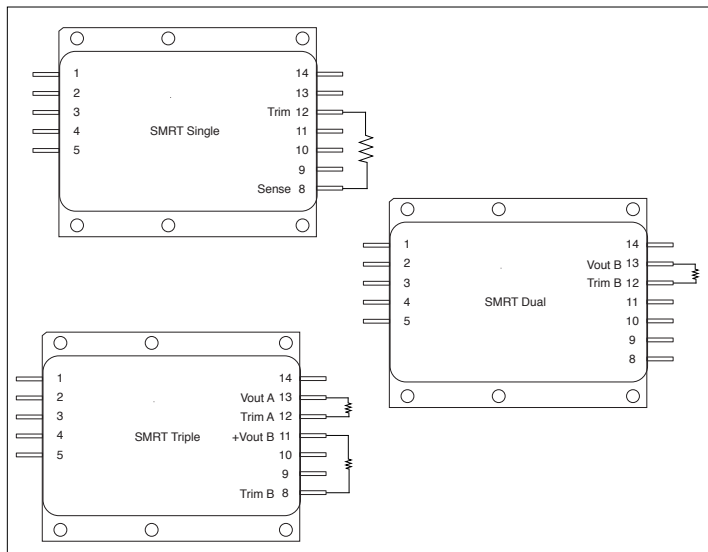 1 14
2 13
3 Trim 12
4 SMRT Single 11
5 10
9
Sense 8
1 14
2 Vout B 13
3 Trim B 12
4 SMRT Dual 11
5 10
9
8
1 14
2 Vout A 13
3 Trim A 12
4 SMRT Triple +Vout B 11
5 10
9
Trim B 8